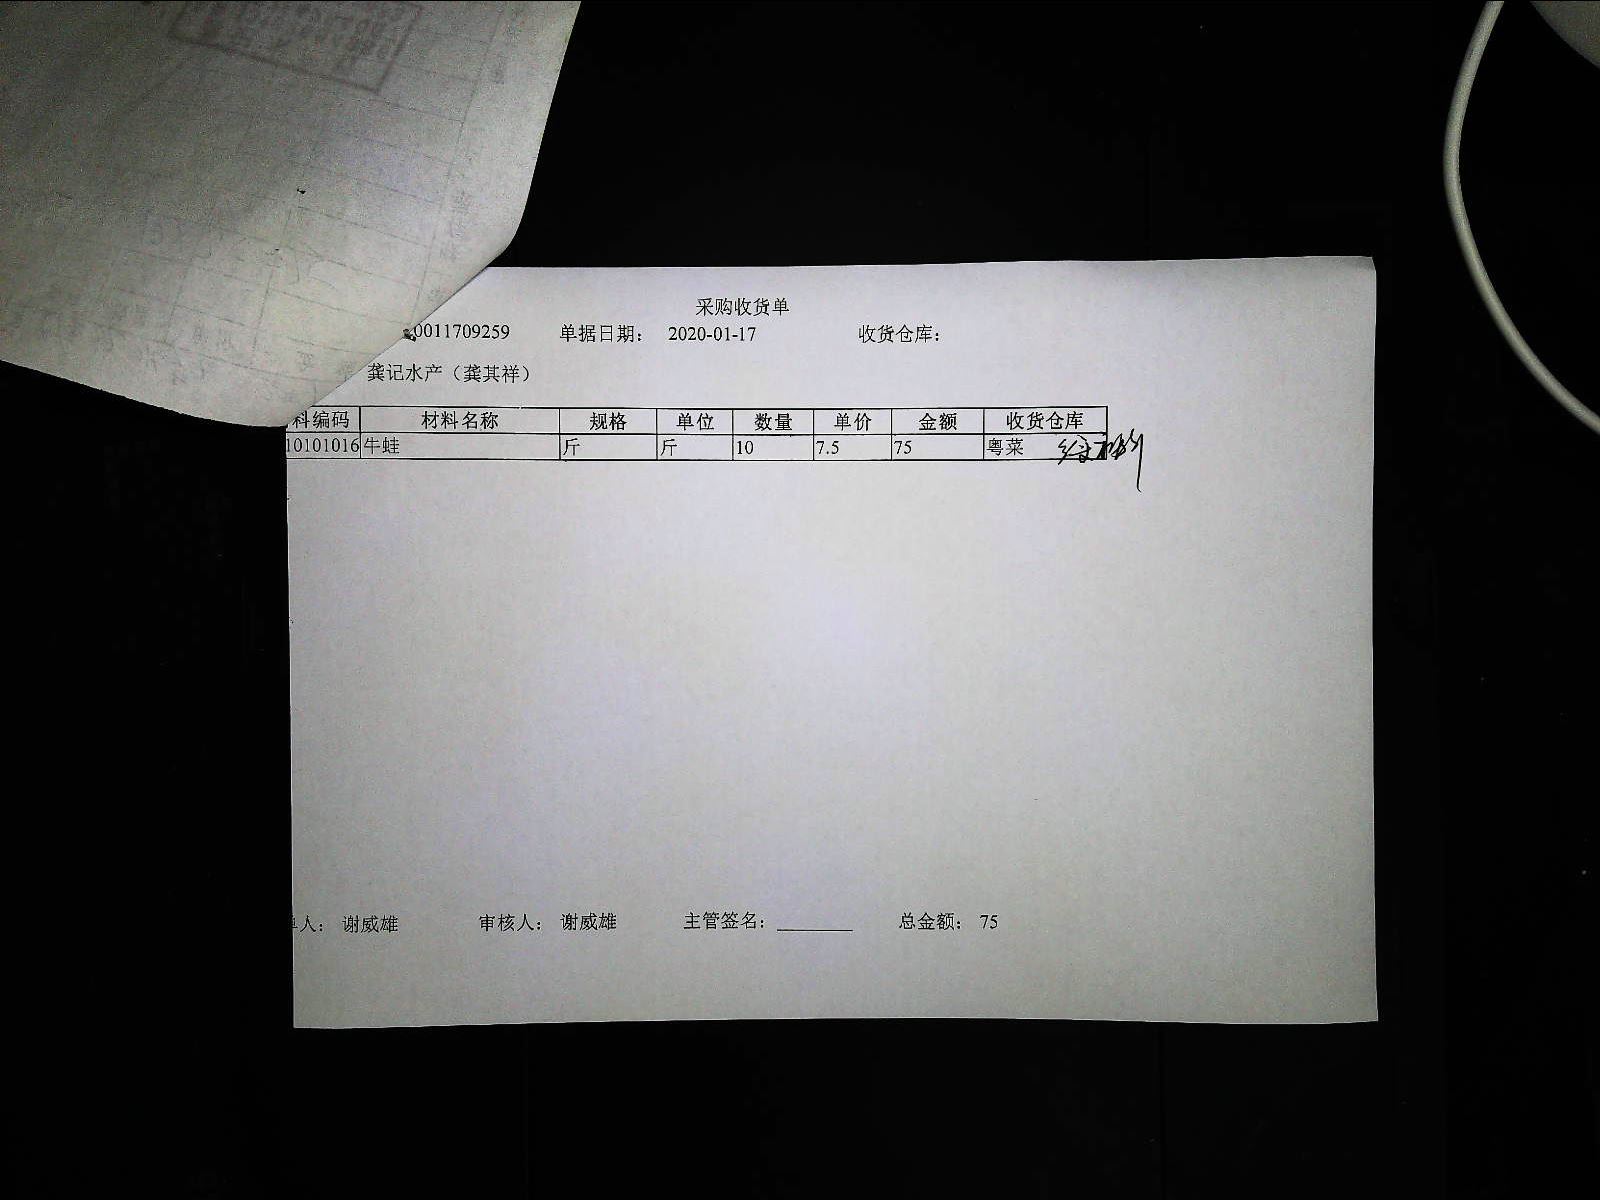 采购收货单
0011709259 单据日期： 2020-01-17 收货仓库：
龚记水产（龚其祥）
料编码 材料名称 规格 单位 数量 单价 金额 收货仓库
10101016 牛蛙 斤 斤 10 7.5 75 粤菜
人： 谢威雄 审核人： 谢威雄 主管签名： 总金额： 75